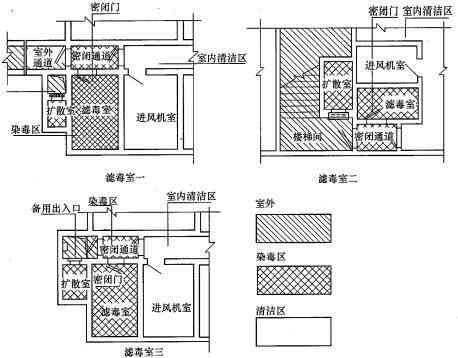 密闭门
室外
通道
密闭通道
室内清洁区
扩散室
滤毒室
进风机室
染毒区
滤毒室一
密闭门
室内清洁区
进风机室
扩散室
滤毒室
楼梯间
密闭通道
滤毒室二
染毒区
备用出入口
室内清洁区
密闭通道
扩散室
密闭门
滤毒室
进风机室
滤毒室三
室外
染毒区
清洁区